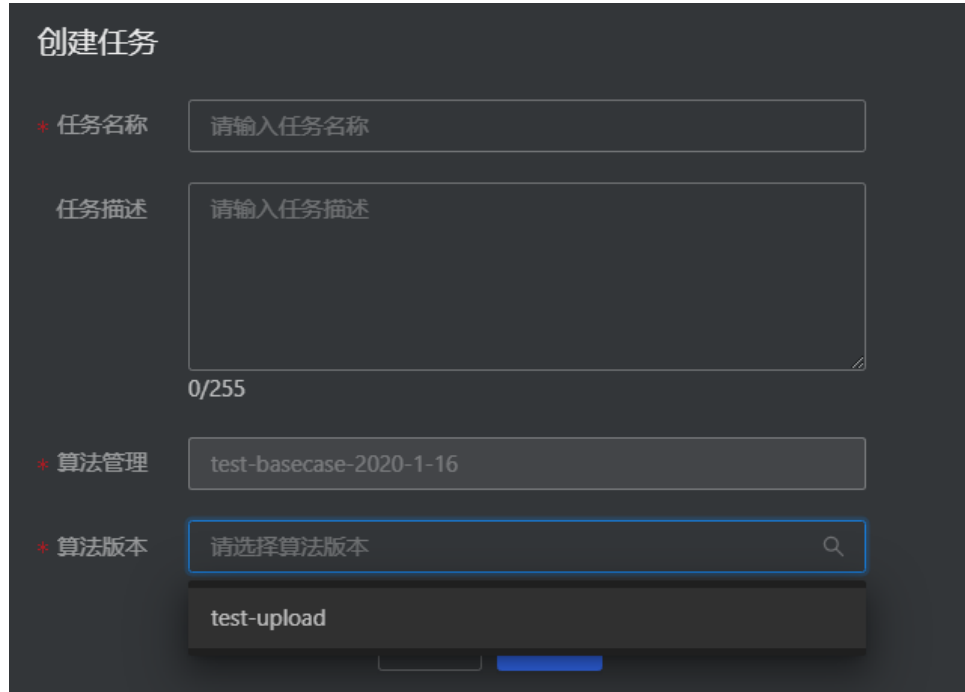 创建任务
* 任务名称 请输入任务名称
任务描述 请输入任务描述
0/255
* 算法管理 test-basecase-2020-1-16
* 算法版本 请选择算法版本
test-upload